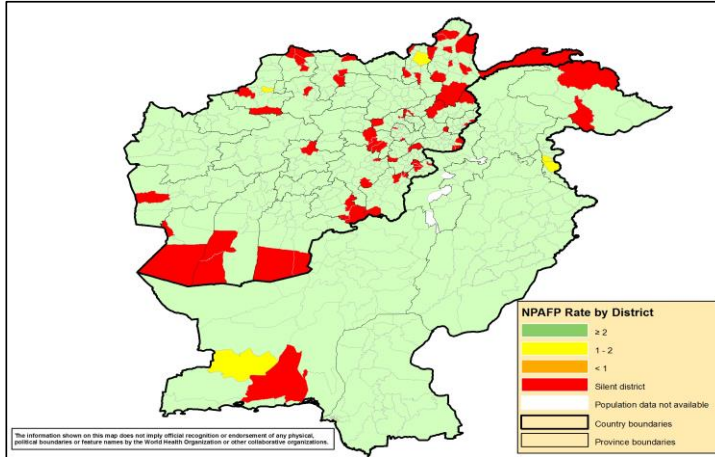 NPAFP Rate by District
≥ 2
1 - 2
< 1
Silent district
Population data not available
Country boundaries
Province boundaries
The information shown on this map does not imply official recognition or endorsement of any physical,
political boundaries or feature names by the World Health Organization or other collaborative organizations.